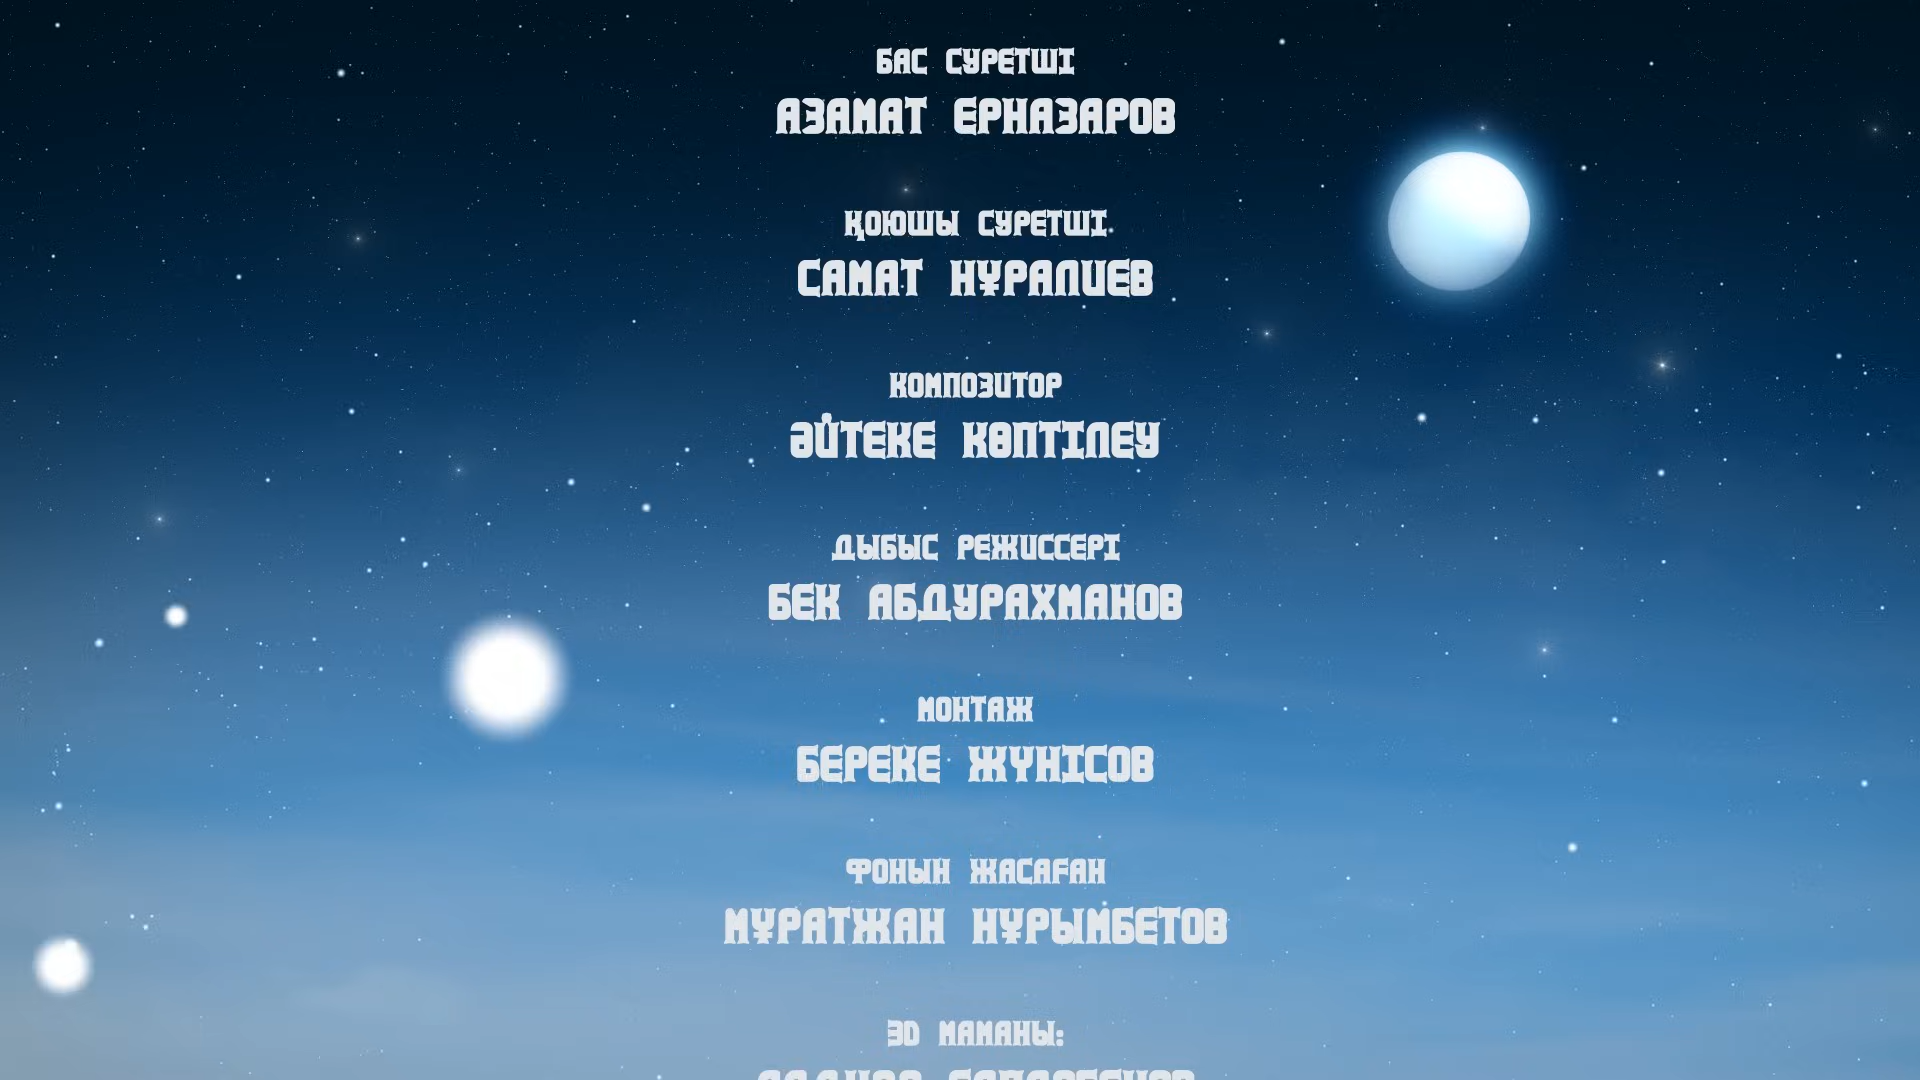 БАС СУРЕТШІ
АЗАМАТ ЕРНАЗАРОВ
ҚОЮШЫ СУРЕТШІ
САМАТ НҰРАЛИЕВ
КОМПОЗИТОР
ӘЙТЕКЕ КӨПТІЛЕУ
ДЫБЫС РЕЖИССЕРІ
БЕК АБДУРАХМАНОВ
МОНТАЖ
БЕРЕКЕ ЖҮНІСОВ
ФОНЫН ЖАСАҒАН
МҰРАТЖАН НҰРЫМБЕТОВ
3D МАМАНЫ: